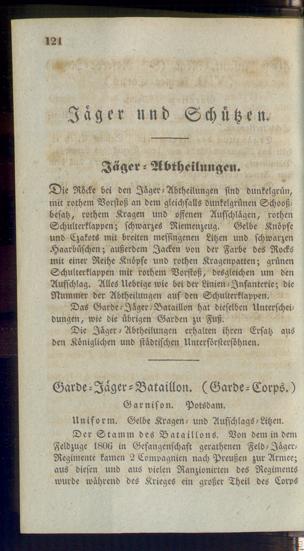 124
Jäger und Schützen.
Jäger-Abtheilungen.
Die Röcke bei den Jäger-Abtheilungen sind dunkelgrün,
mit rothem Vorstoß an dem gleichfalls dunkelgrünen Schooß-
besatz, rothem Kragen und offenen Aufschlägen, rothen
Schulterklappen; schwarzes Riemenzeug. Gelbe Knöpfe
und Czakots mit breiten messingenen Litzen und schwarzen
Haarbüschen; außerdem Jacken von der Farbe des Rocks
mit einer Reihe Knöpfe und rothen Kragenpatten; grünen
Schulterklappen mit rothem Vorstoß, desgleichen um den
Aufschlag. Alles Uebrige wie bei der Linien-Infanterie; die
Nummer der Abtheilungen auf den Schulterklappen.
Das Garde-Jäger-Bataillon hat dieselben Unterschei-
dungen, wie die übrigen Garden zu Fuß.
Die Jäger-Abtheilungen erhalten ihren Ersatz aus
den Königlichen und städtischen Unterförstersöhnen.
Garde-Jäger-Bataillon. (Garde-Corps.)
Garnison. Potsdam.
Uniform. Gelbe Kragen- und Aufschlags-Litzen.
Der Stamm des Bataillons. Von dem in dem
Feldzuge 1806 in Gefangenschaft gerathenen Feld-Jäger-
Regimente kamen 2 Compagnien nach Preußen zur Armee;
aus diesen und aus vielen Ranzionirten des Regiments
wurde während des Krieges ein großer Theil des Corps